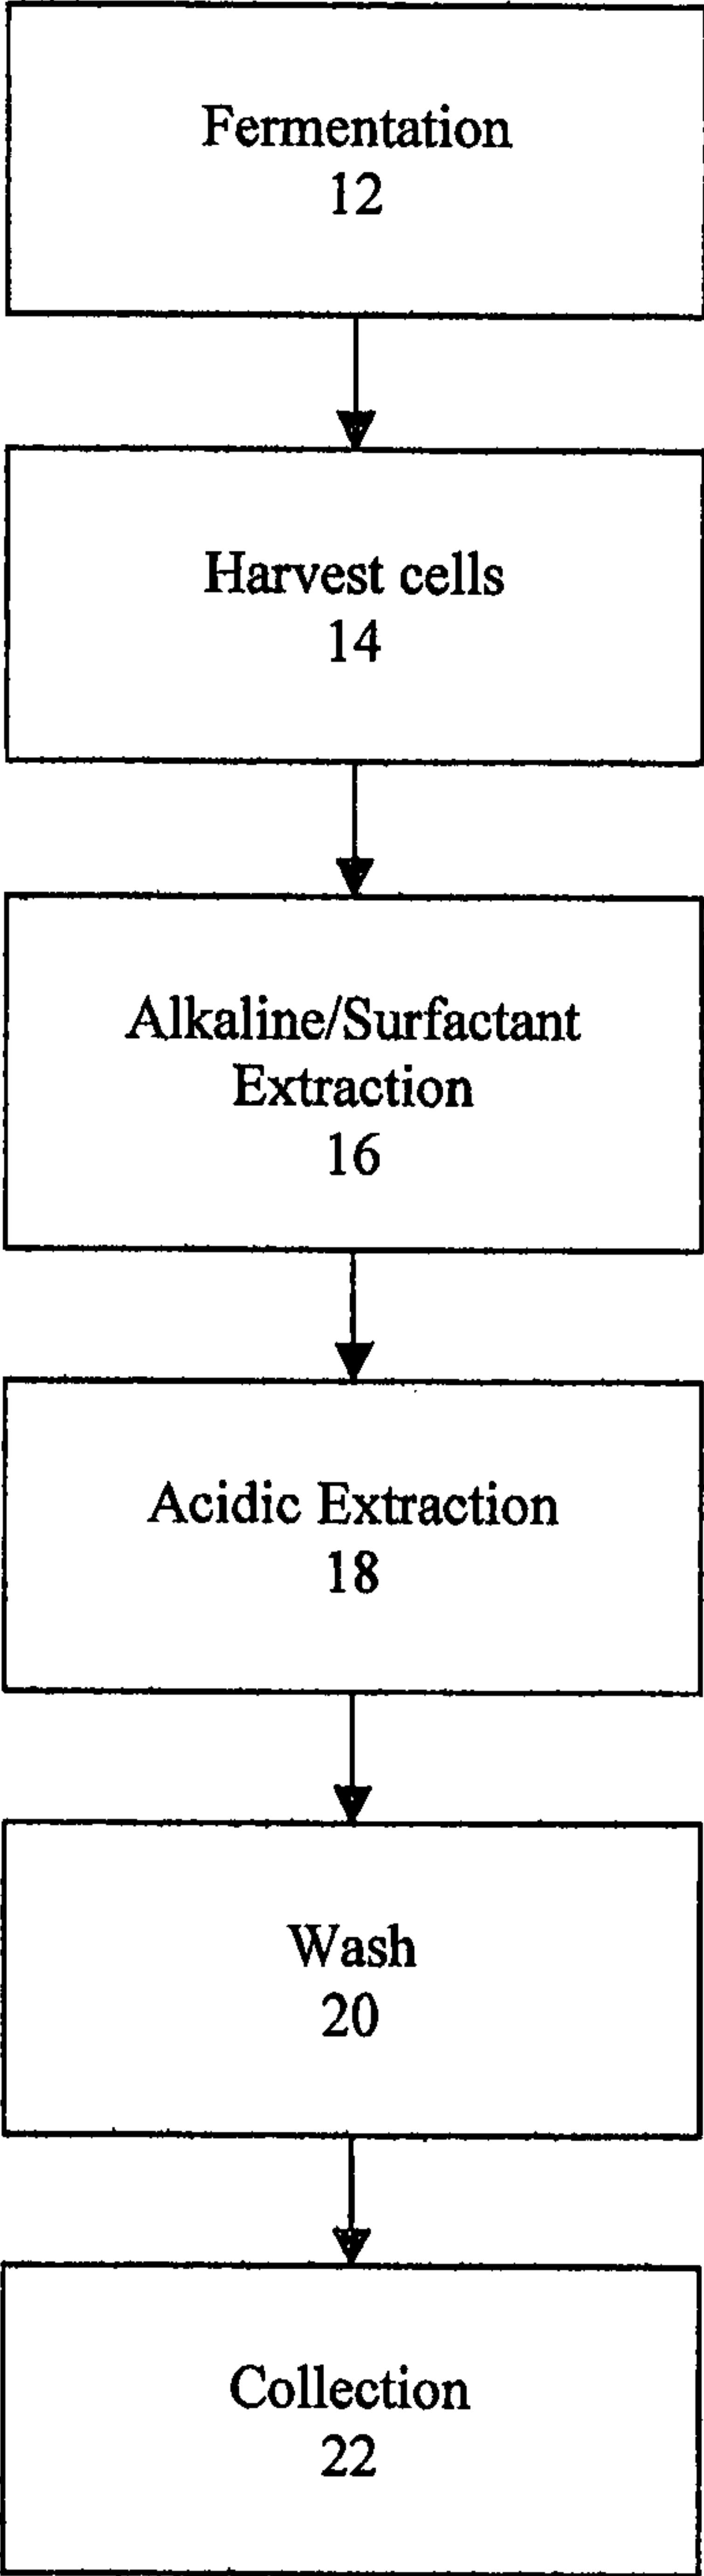 Fermentation
12
Harvest cells
14
Alkaline/Surfactant
Extraction
16
Acidic Extraction
18
Wash
20
Collection
22